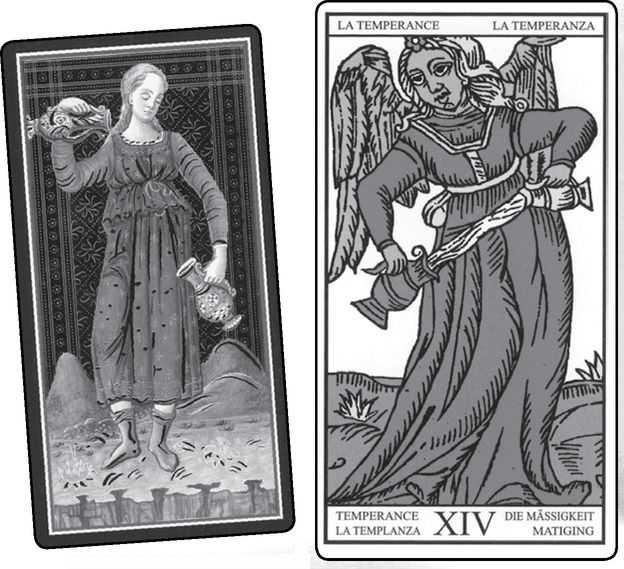 LA TEMPERANCE LA TEMPERANZA
TEMPERANCE XIV DIE MÄSSIGKEIT
LA TEMPLANZA MATIGING